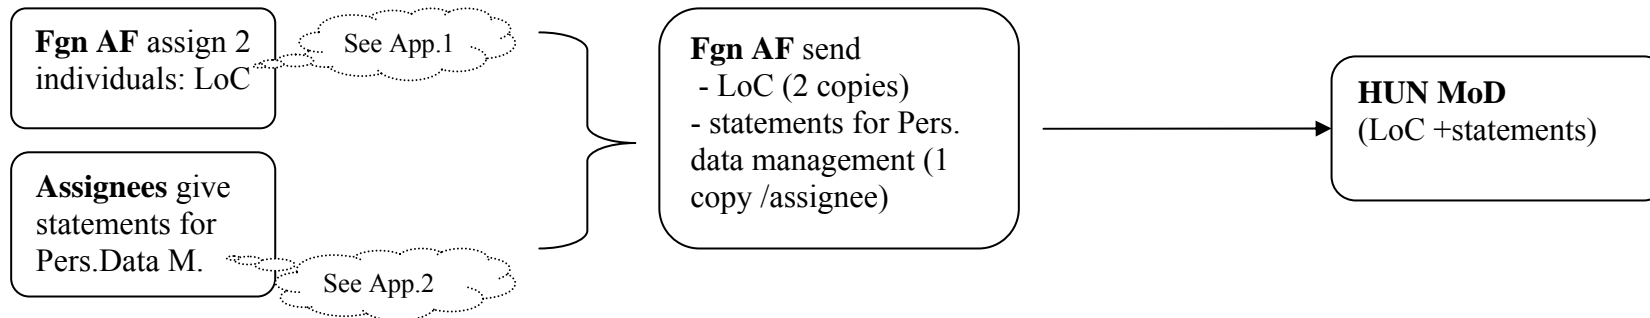 Fgn AF assign 2
individuals: LoC
See App.1
Assignees give
statements for
Pers.Data M.
See App.2
Fgn AF send
- LoC (2 copies)
- statements for Pers.
data management (1
copy /assignee)
HUN MoD
(LoC +statements)